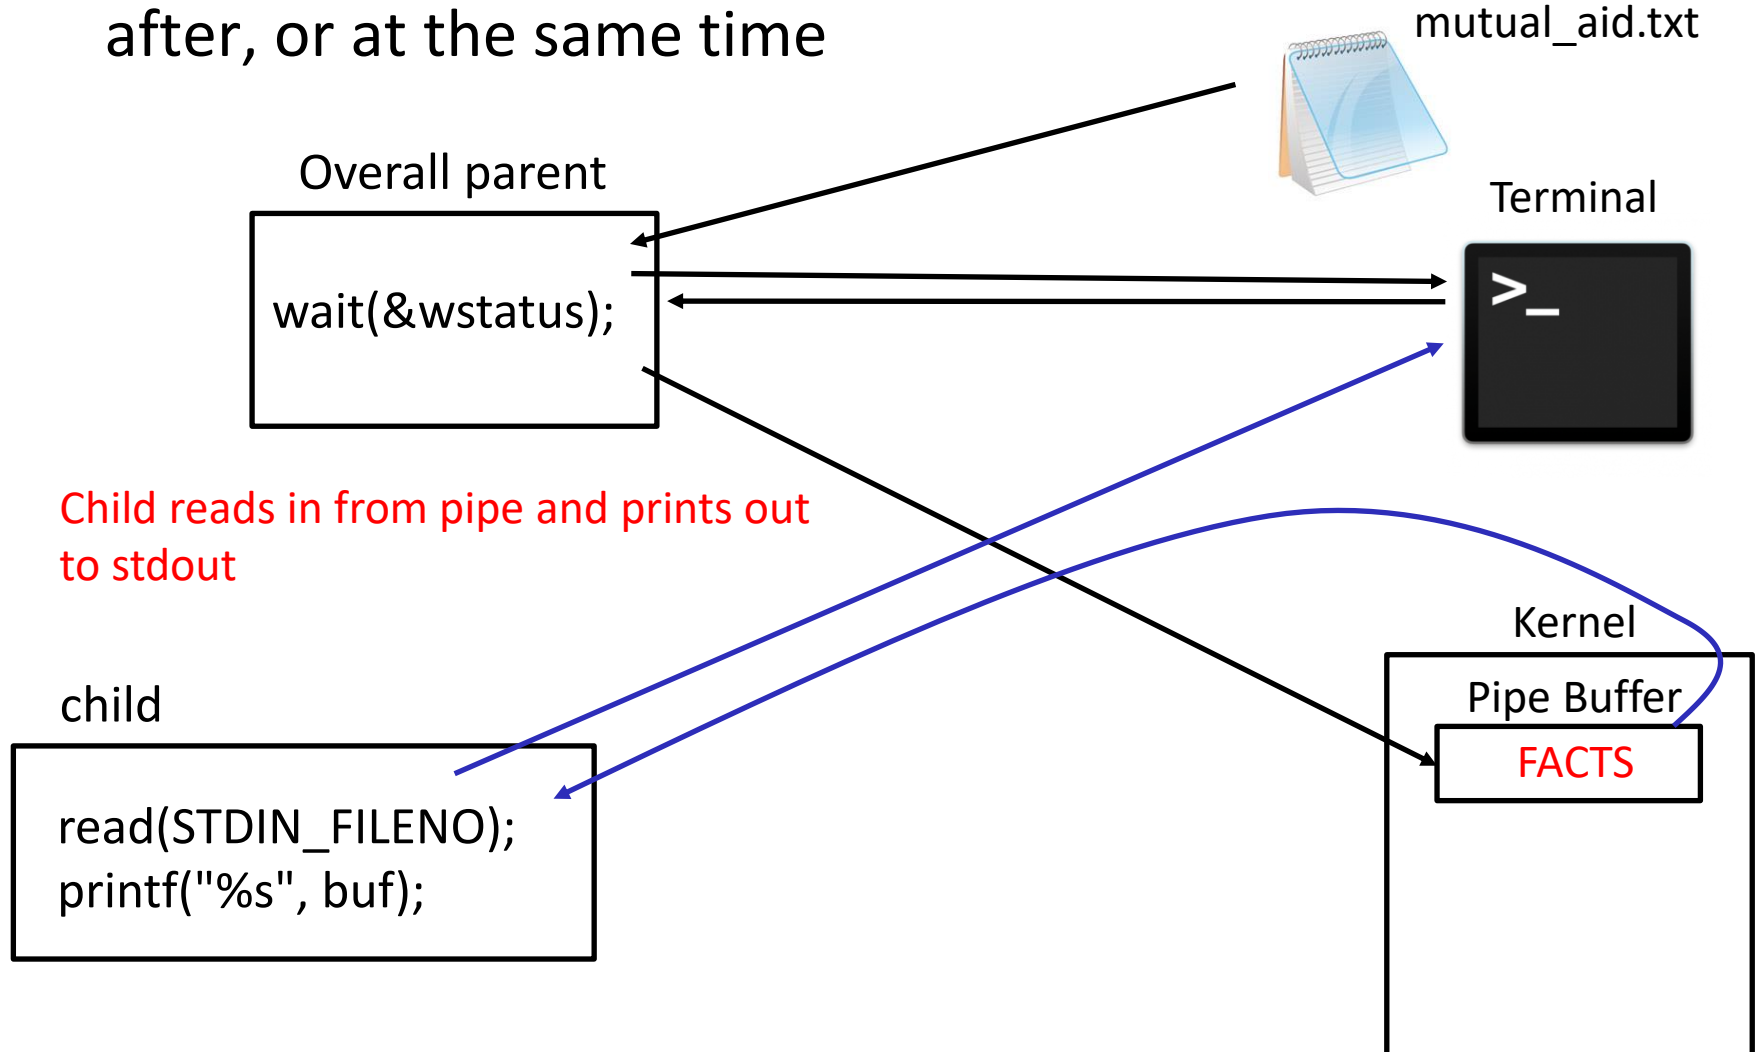 after, or at the same time
mutual_aid.txt
Overall parent
Terminal
wait(&wstatus);
>_
Child reads in from pipe and prints out
to stdout
Kernel
child
Pipe Buffer
FACTS
read(STDIN_FILENO);
printf("%s", buf);